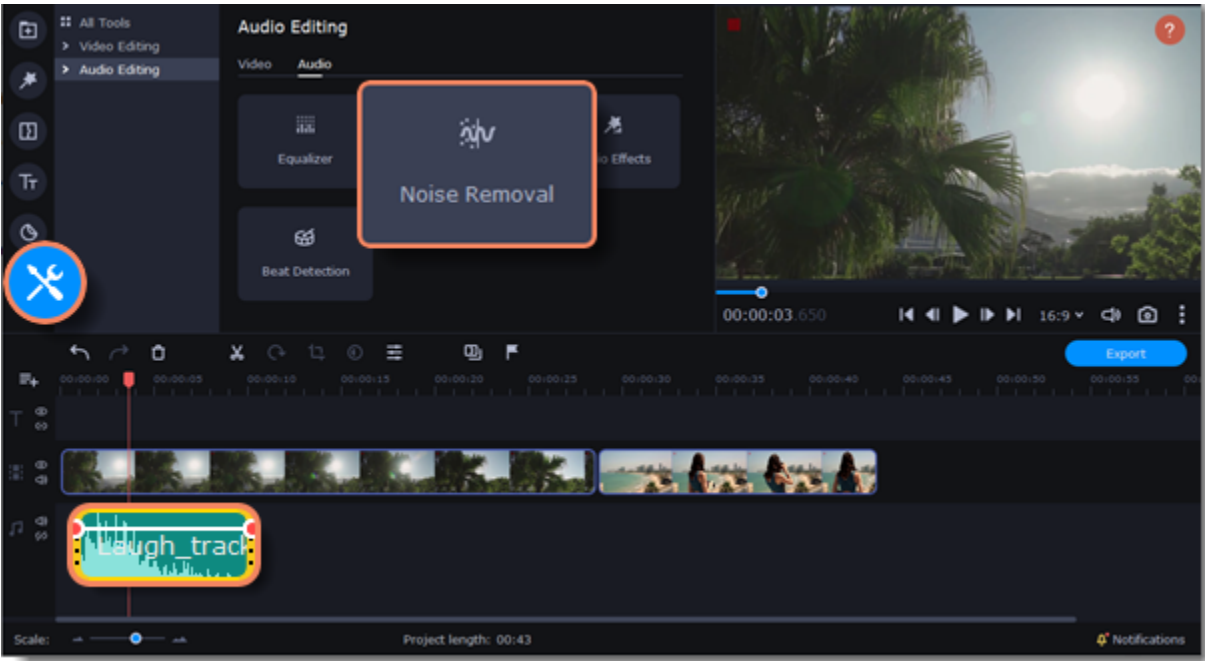 All Tools
Video Editing
Audio Editing
Audio Editing
Video Audio
Equalizer
Noise Removal
o Effects
Beat Detection
Tт
?
00:00:03.650
16:9
Export
00:00:00 00:00:05 00:00:10 00:00:15 00:00:20 00:00:25 00:00:30 00:00:35 00:00:40 00:00:45 00:00:50 00:00:55 00
T
Laugh_track
Scale:
Project length: 00:43
Notifications